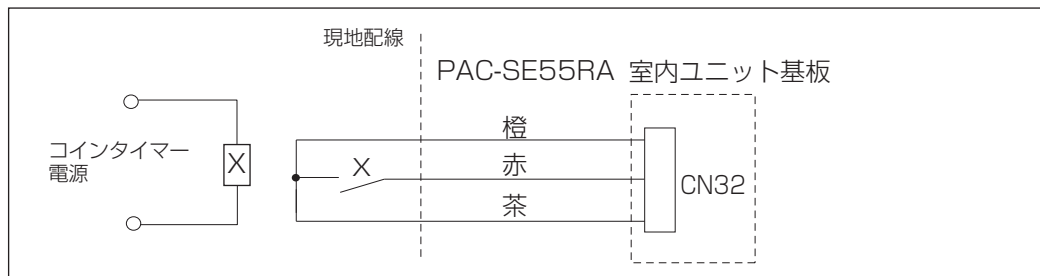 現地配線
PAC-SE55RA 室内ユニット基板
橙
コインタイマー
電源
X
X
赤
CN32
茶